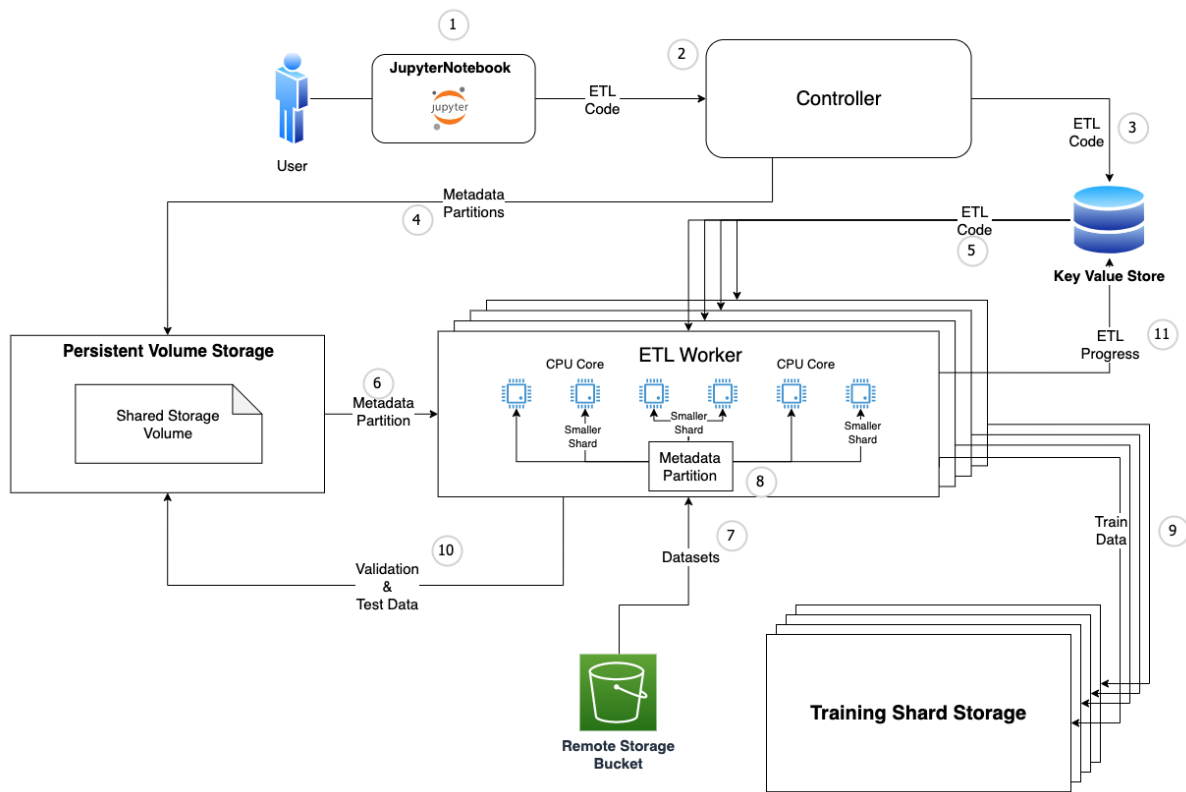 1
JupyterNotebook
jupyter
User
ETL
Code
2
Controller
ETL
Code
3
Metadata
Partitions
4
ETL
Code
5
Key Value Store
Persistent Volume Storage
Shared Storage
Volume
6
Metadata
Partition
ETL Worker
CPU Core
CPU Core
Smaller
Shard
Smaller
Shard
Smaller
Shard
Metadata
Partition
8
ETL
Progress
11
10
Validation
&
Test Data
7
Datasets
Train
Data
9
Remote Storage
Bucket
Training Shard Storage